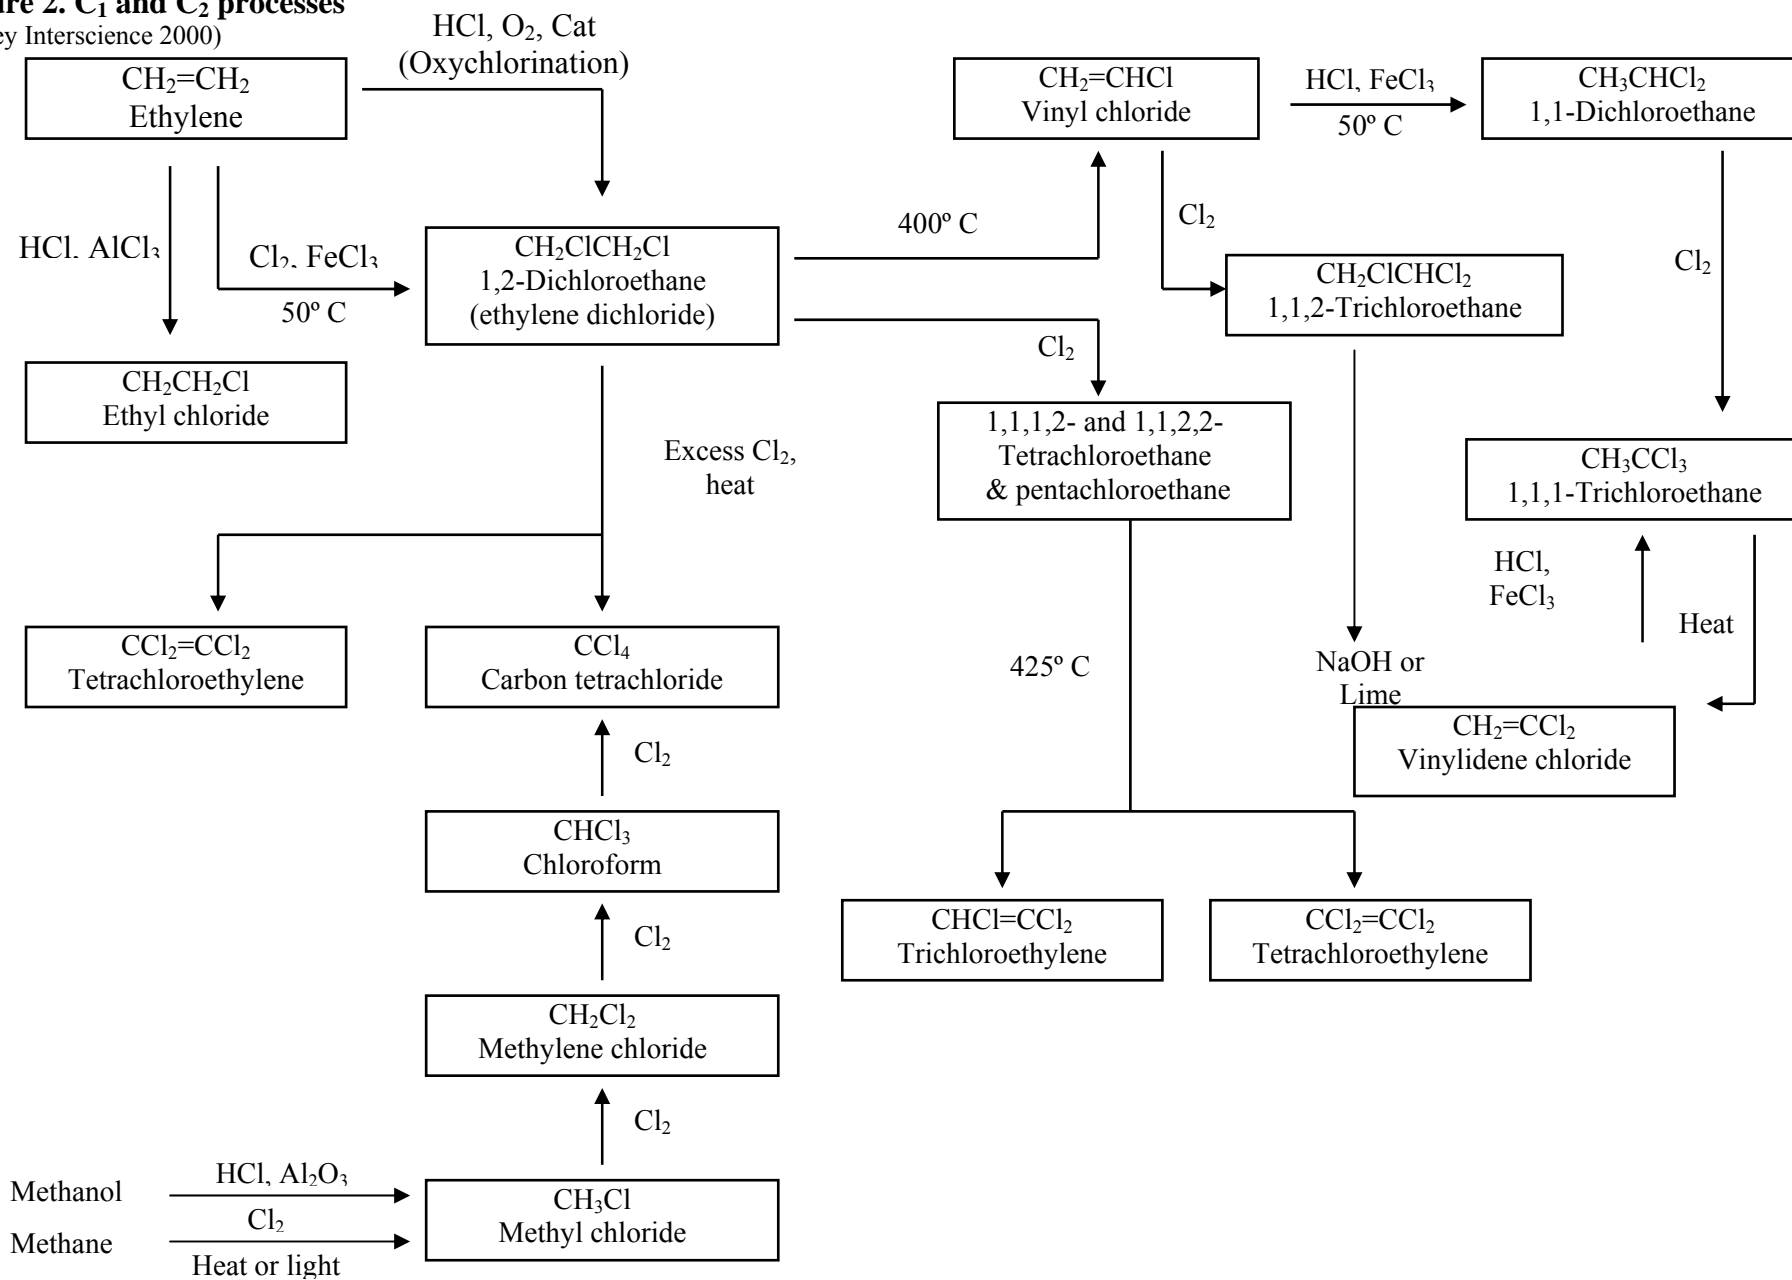 ure 2. C₁ and C₂ processes
ey Interscience 2000)
HCl, O₂, Cat
(Oxychlorination)
CH₂=CH₂
Ethylene
CH₂=CHCl
Vinyl chloride
HCl, FeCl₃
50º C
CH₃CHCl₂
1,1-Dichloroethane
HCl, AlCl₃
Cl₂, FeCl₃
50º C
CH₂ClCH₂Cl
1,2-Dichloroethane
(ethylene dichloride)
400º C
Cl₂
CH₂ClCHCl₂
1,1,2-Trichloroethane
Cl₂
Cl₂
CH₂CH₂Cl
Ethyl chloride
Excess Cl₂,
heat
1,1,1,2- and 1,1,2,2-
Tetrachloroethane
& pentachloroethane
CH₃CCl₃
1,1,1-Trichloroethane
HCl,
FeCl₃
Heat
CCl₂=CCl₂
Tetrachloroethylene
CCl₄
Carbon tetrachloride
425º C
NaOH or
Lime
CH₂=CCl₂
Vinylidene chloride
Cl₂
CHCl₃
Chloroform
Cl₂
CHCl=CCl₂
Trichloroethylene
CCl₂=CCl₂
Tetrachloroethylene
CH₂Cl₂
Methylene chloride
Cl₂
Methanol
HCl, Al₂O₃
CH₃Cl
Methyl chloride
Methane
Cl₂
Heat or light